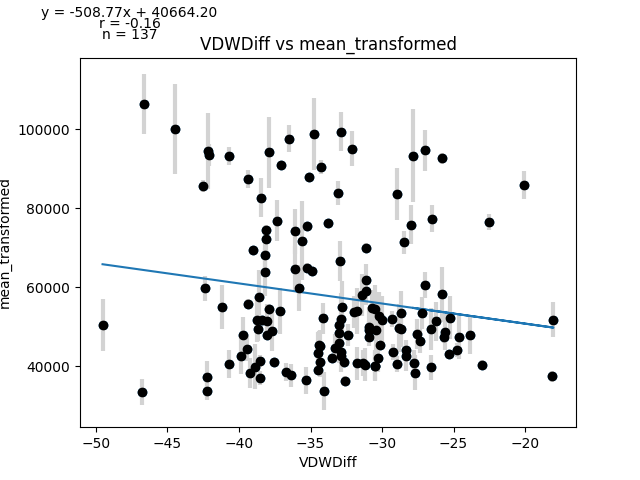 y = -508.77x + 40664.20
r = -0.16
n = 137
VDWDiff vs mean_transformed
mean_transformed
100000
80000
60000
40000
−50
−45
−40
−35
−30
−25
−20
VDWDiff